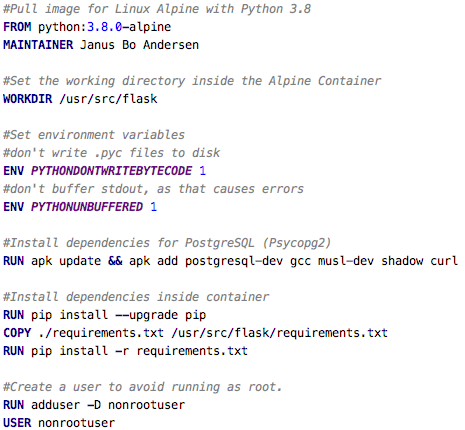 #Pull image for Linux Alpine with Python 3.8
FROM python:3.8.0-alpine
MAINTAINER Janus Bo Andersen
#Set the working directory inside the Alpine Container
WORKDIR /usr/src/flask
#Set environment variables
#don't write .pyc files to disk
ENV PYTHONDONTWRITEBYTECODE 1
#don't buffer stdout, as that causes errors
ENV PYTHONUNBUFFERED 1
#Install dependencies for PostgreSQL (Psycopg2)
RUN apk update && apk add postgresql-dev gcc musl-dev shadow curl
#Install dependencies inside container
RUN pip install --upgrade pip
COPY ./requirements.txt /usr/src/flask/requirements.txt
RUN pip install -r requirements.txt
#Create a user to avoid running as root.
RUN adduser -D nonrootuser
USER nonrootuser